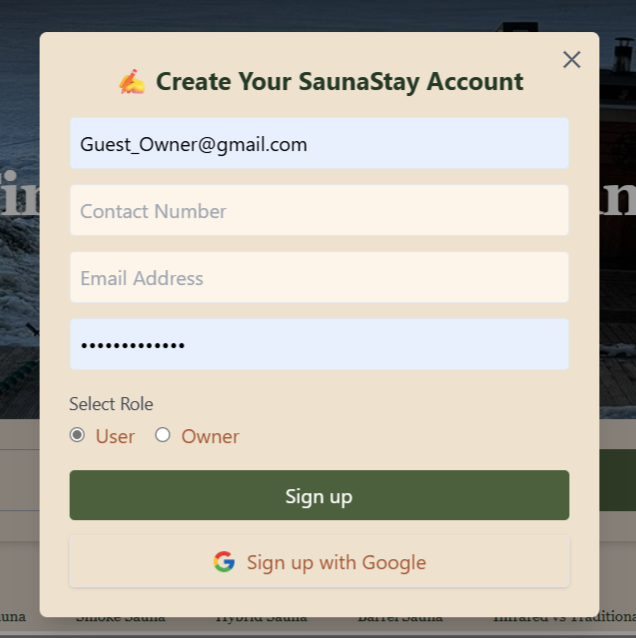 Create Your SaunaStay Account
Guest_Owner@gmail.com
Contact Number
Email Address
•••••••••••••
Select Role
User Owner
Sign up
Sign up with Google
Smoke Sauna Hybrid Sauna Barrel Sauna Infrared vs Traditiona